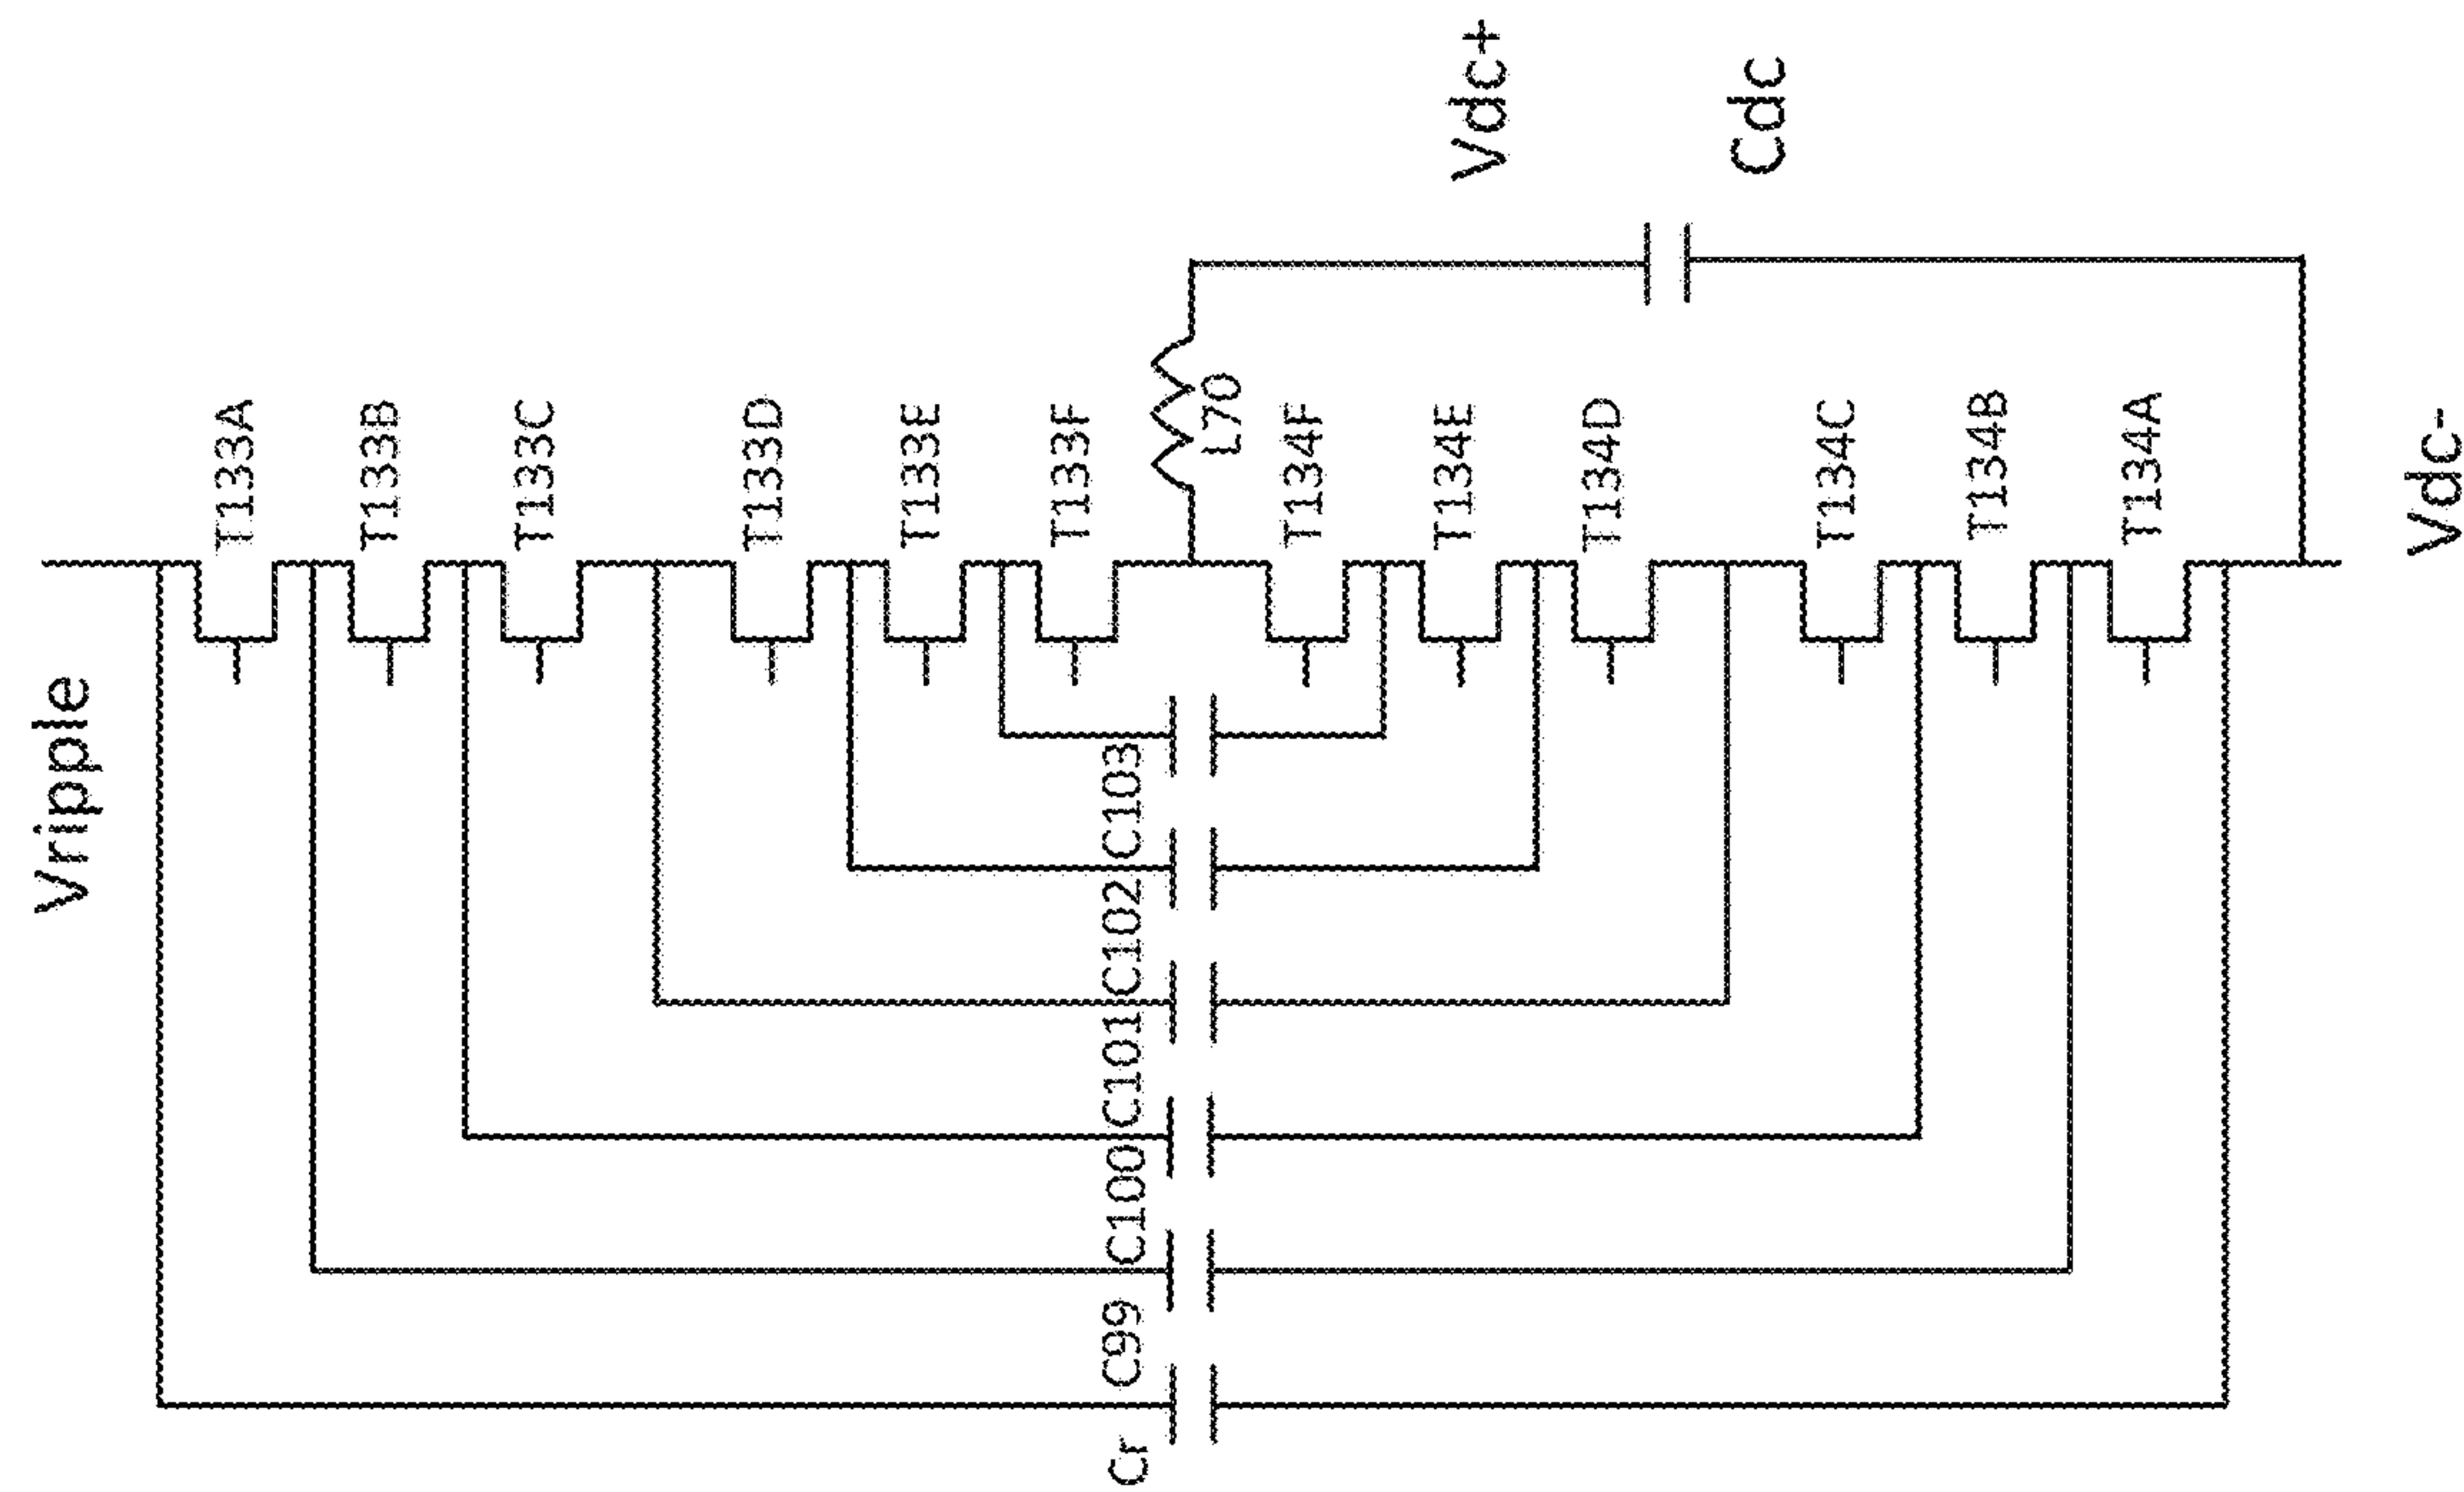 Vripple
T133A
T133B
T133C
T133D
T133E
T133F
L70
T134F
T134E
T134D
T134C
T134B
T134A
Vdc+
Cdc
Vdc-
Cr
C99
C100
C101
C102
C103